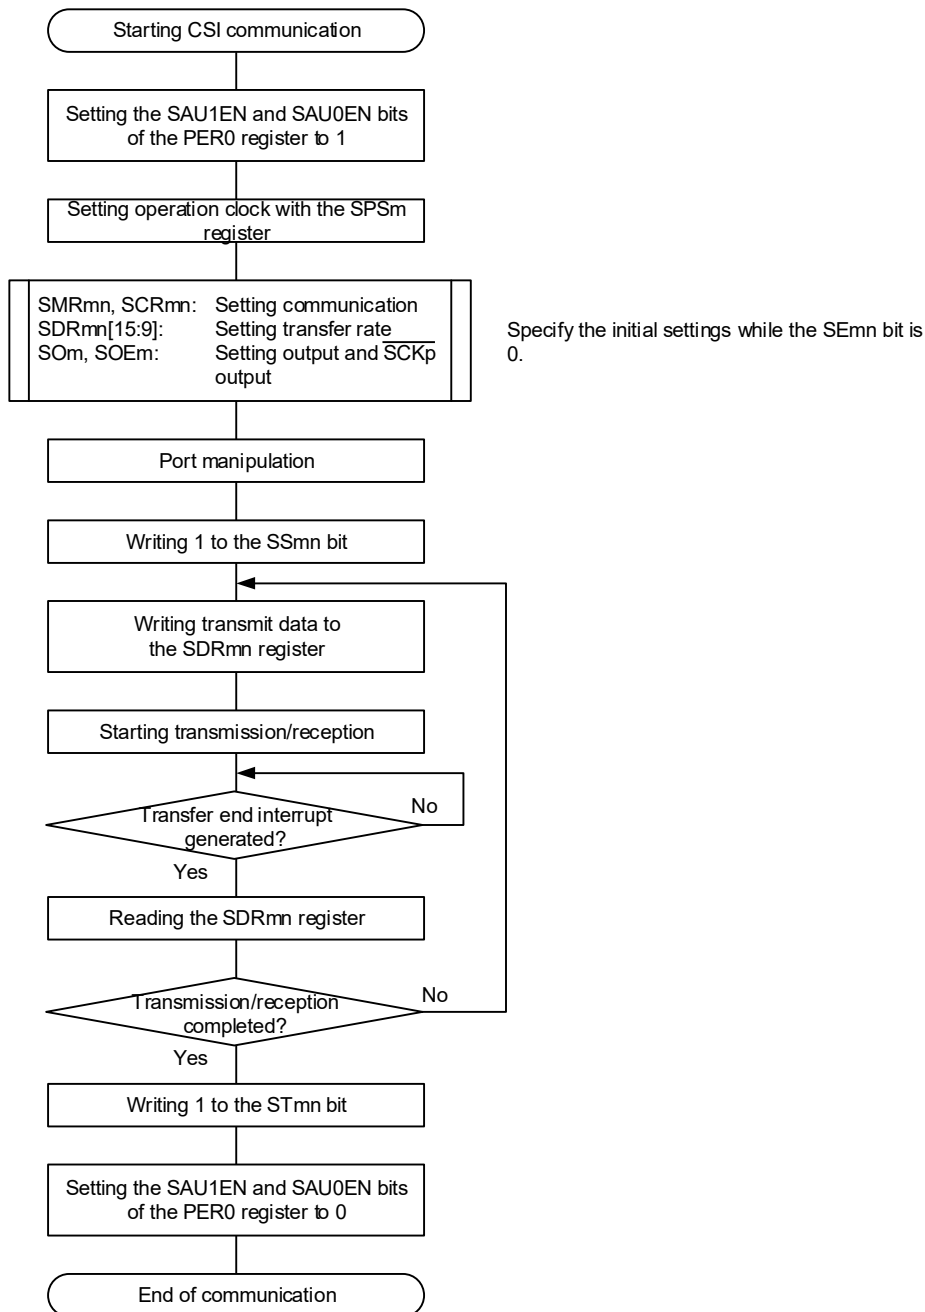 Starting CSI communication
Setting the SAU1EN and SAU0EN bits
of the PER0 register to 1
Setting operation clock with the SPSm
register
SMRmn, SCRmn: Setting communication
SDRmn[15:9]: Setting transfer rate
SOm, SOEm: Setting output and SCKp
output
Specify the initial settings while the SEmn bit is
0.
Port manipulation
Writing 1 to the SSmn bit
Writing transmit data to
the SDRmn register
Starting transmission/reception
Transfer end interrupt
generated?
No
Yes
Reading the SDRmn register
Transmission/reception
completed?
No
Yes
Writing 1 to the STmn bit
Setting the SAU1EN and SAU0EN bits
of the PER0 register to 0
End of communication